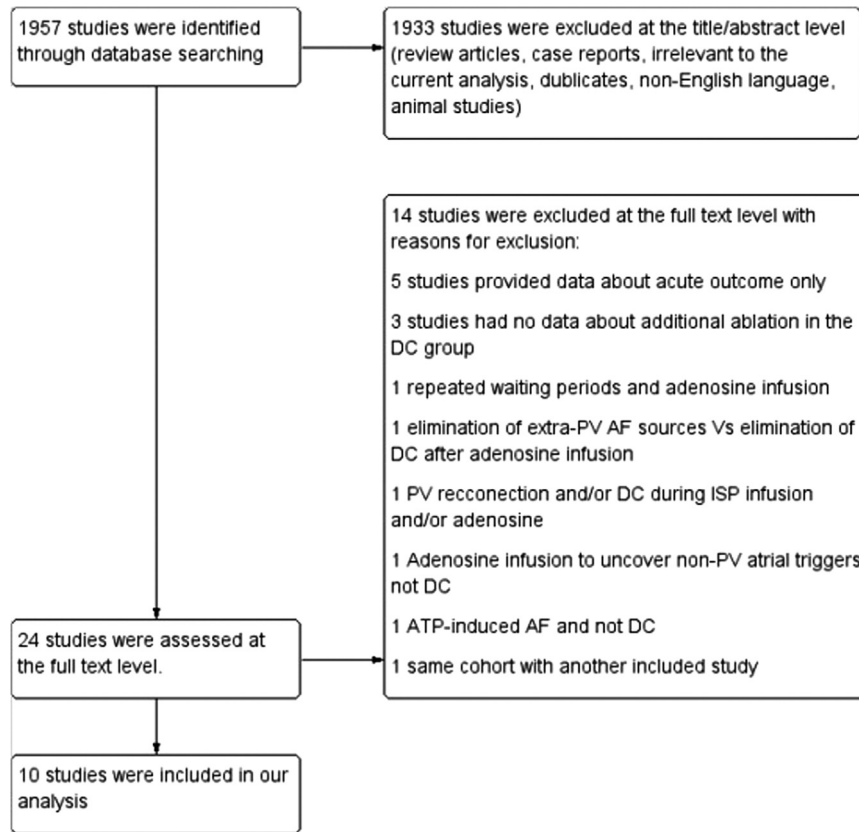 1957 studies were identified
through database searching
1933 studies were excluded at the title/abstract level
(review articles, case reports, irrelevant to the
current analysis, dublicates, non-English language,
animal studies)
14 studies were excluded at the full text level with
reasons for exclusion:
5 studies provided data about acute outcome only
3 studies had no data about additional ablation in the
DC group
1 repeated waiting periods and adenosine infusion
1 elimination of extra-PV AF sources Vs elimination of
DC after adenosine infusion
1 PV recconection and/or DC during ISP infusion
and/or adenosine
1 Adenosine infusion to uncover non-PV atrial triggers
not DC
1 ATP-induced AF and not DC
1 same cohort with another included study
24 studies were assessed at
the full text level.
10 studies were included in our
analysis